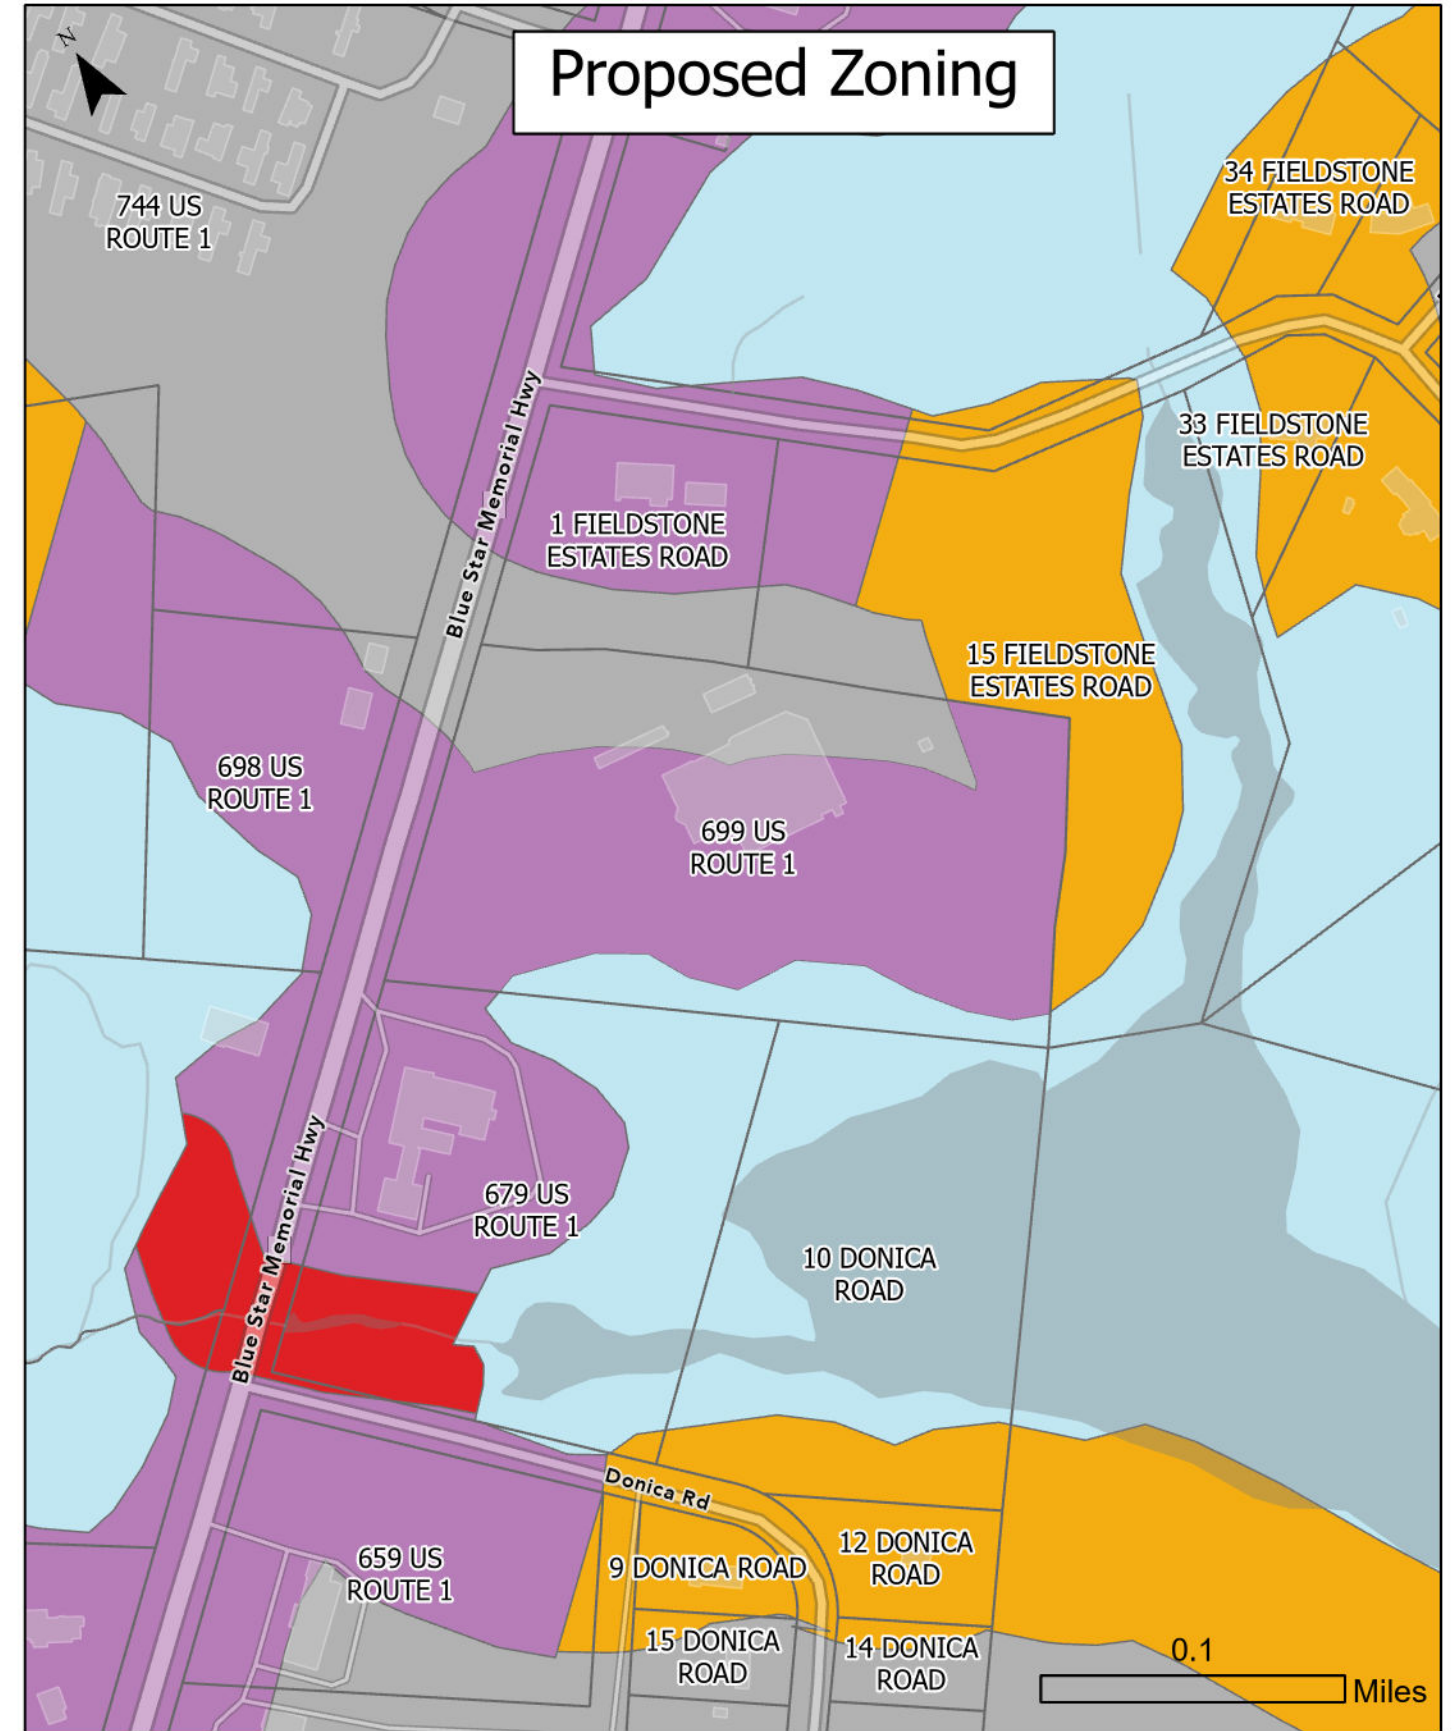 Proposed Zoning
N
744 US
ROUTE 1
34 FIELDSTONE
ESTATES ROAD
33 FIELDSTONE
ESTATES ROAD
Blue Star Memorial Hwy
1 FIELDSTONE
ESTATES ROAD
15 FIELDSTONE
ESTATES ROAD
698 US
ROUTE 1
699 US
ROUTE 1
Blue Star Memorial Hwy
679 US
ROUTE 1
10 DONICA
ROAD
Donica Rd
659 US
ROUTE 1
9 DONICA ROAD
12 DONICA
ROAD
15 DONICA
ROAD
14 DONICA
ROAD
0.1
Miles